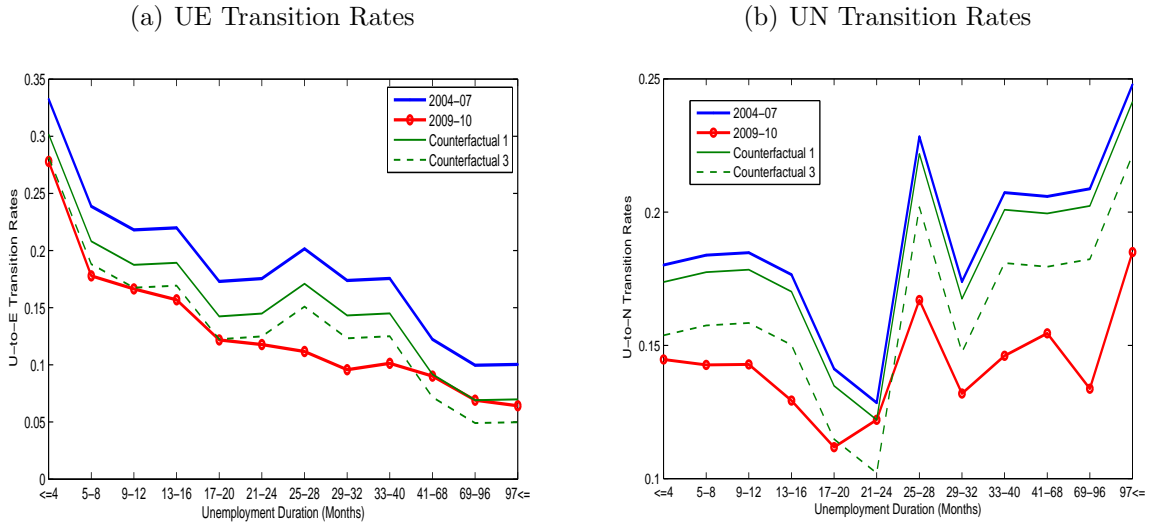 (a) UE Transition Rates
0.35
0.3
0.25
0.2
0.15
0.1
0.05
0
U−to−E Transition Rates
2004−07
2009−10
Counterfactual 1
Counterfactual 3
<=4 5−8 9−12 13−16 17−20 21−24 25−28 29−32 33−40 41−68 69−96 97<=
Unemployment Duration (Months)
(b) UN Transition Rates
0.25
0.2
0.15
0.1
U−to−N Transition Rates
2004−07
2009−10
Counterfactual 1
Counterfactual 3
<=4 5−8 9−12 13−16 17−20 21−24 25−28 29−32 33−40 41−68 69−96 97<=
Unemployment Duration (Months)